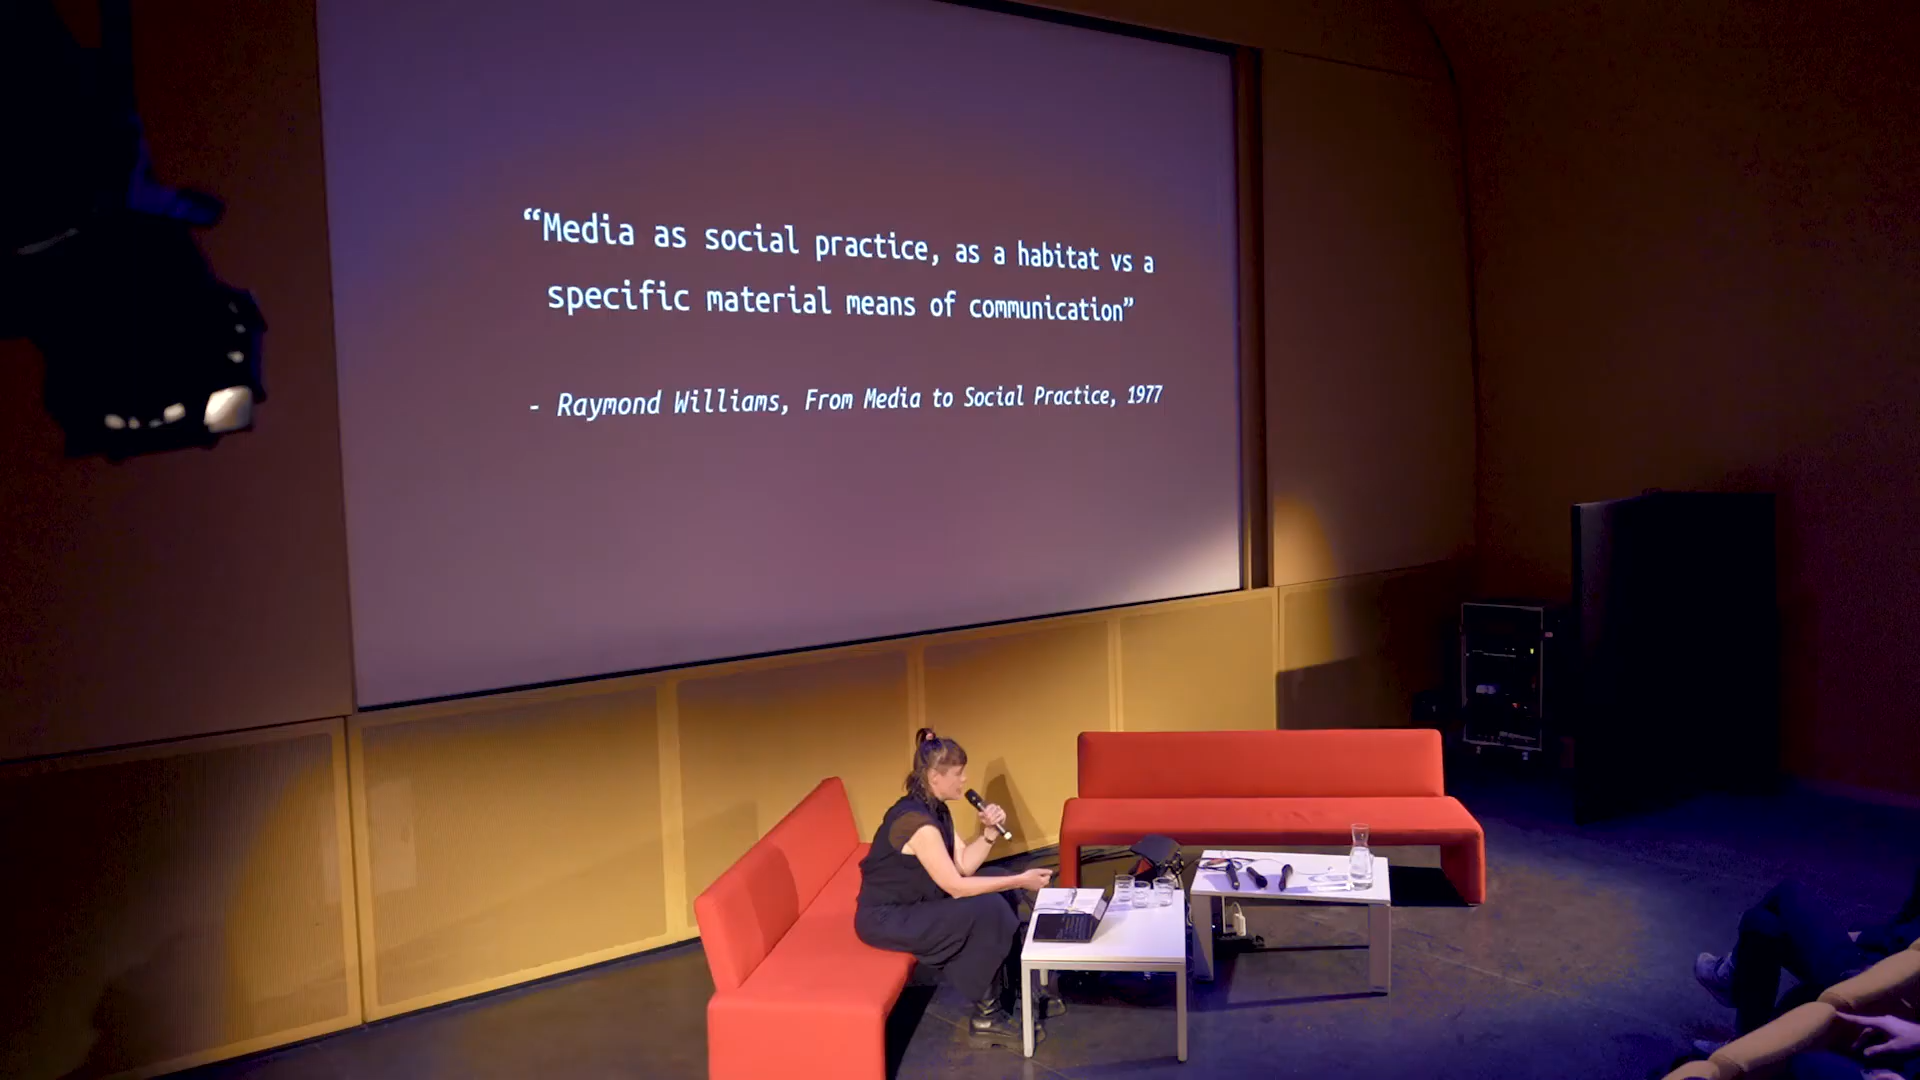 “Media as social practice, as a habitat vs a
specific material means of communication”
- Raymond Williams, From Media to Social Practice, 1977